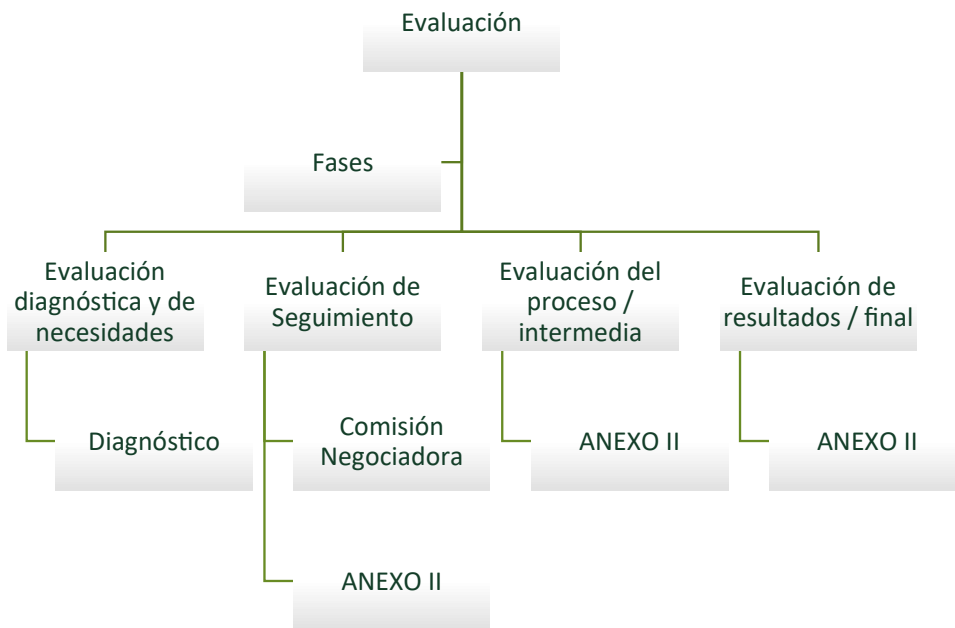 Evaluación
Fases
Evaluación
diagnóstica y de
necesidades
Evaluación de
Seguimiento
Evaluación del
proceso /
intermedia
Evaluación de
resultados / final
Diagnóstico
Comisión
Negociadora
ANEXO II
ANEXO II
ANEXO II